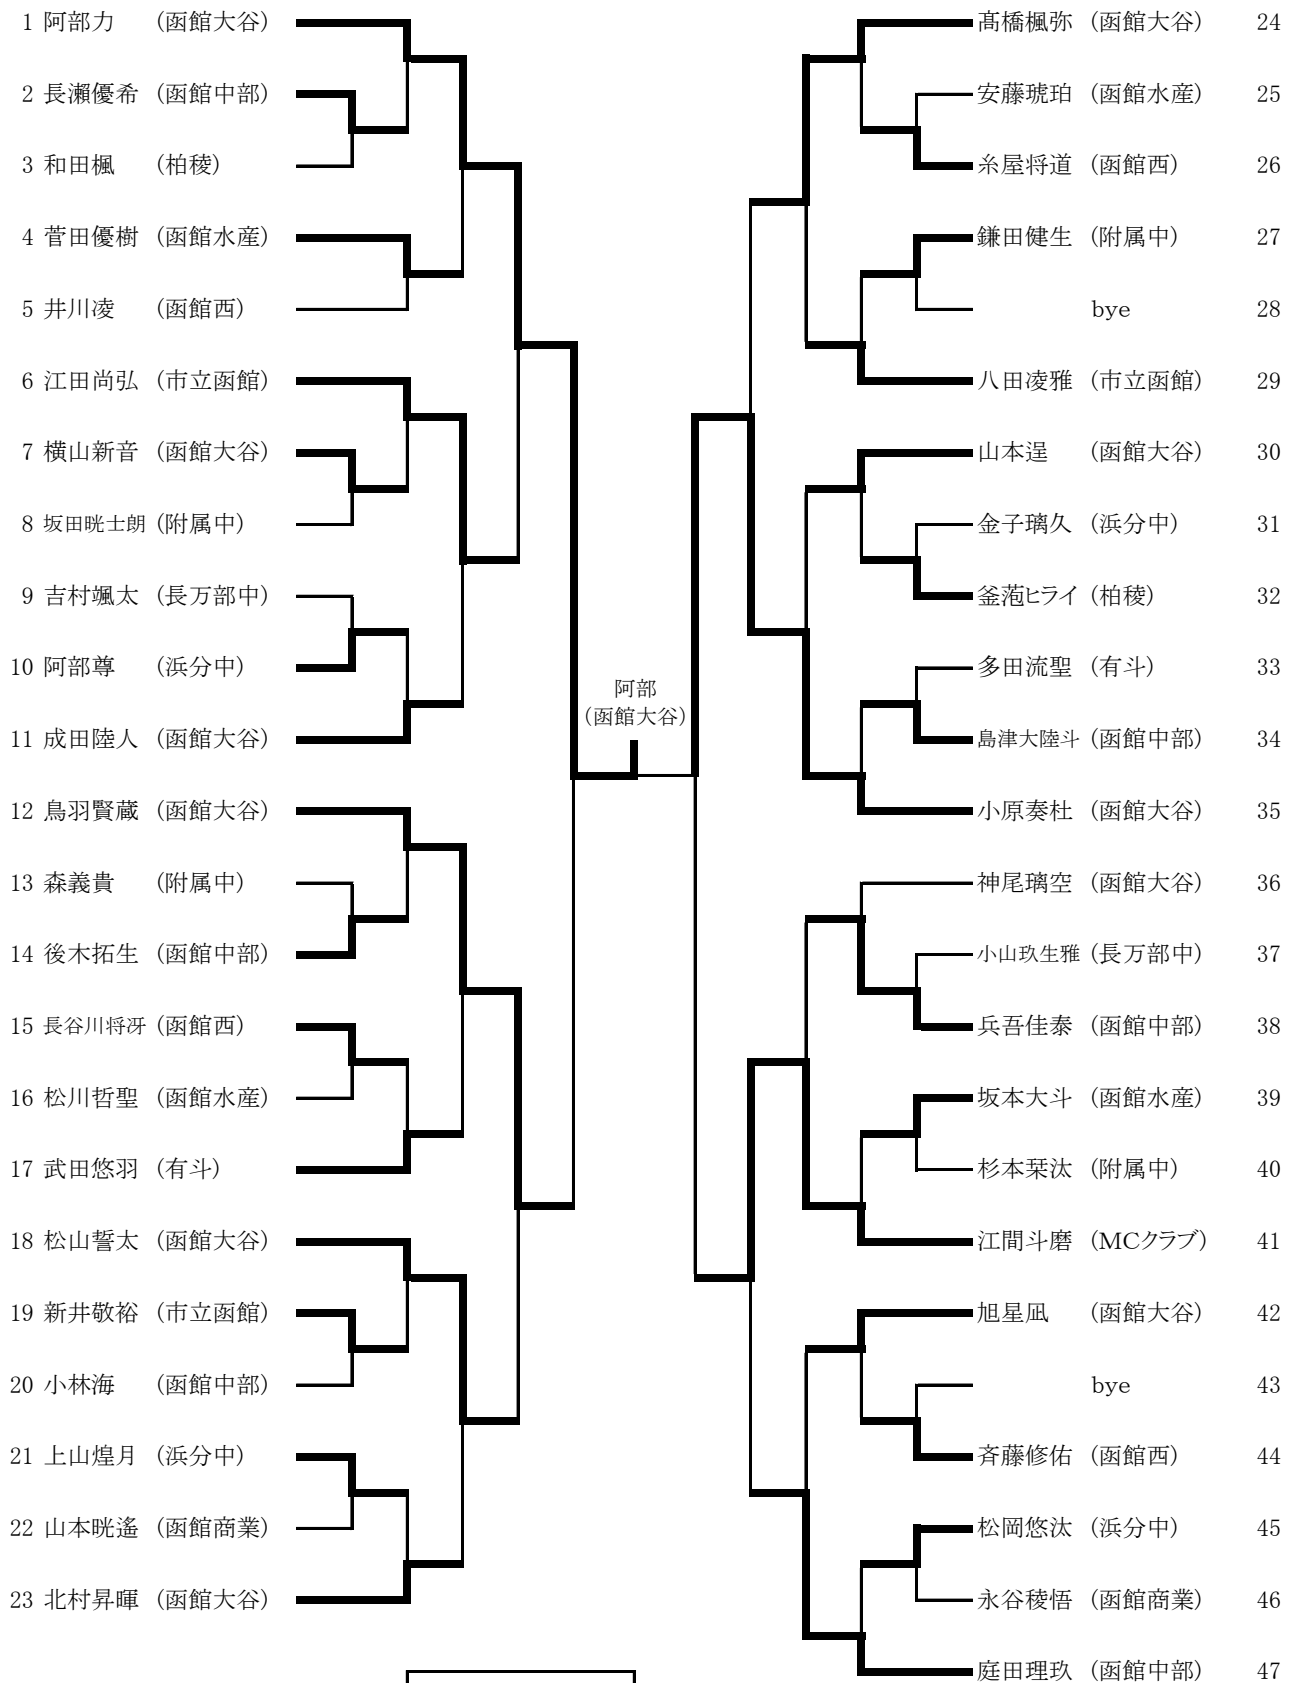 1 阿部力 (函館大谷)
2 長瀬優希 (函館中部)
3 和田楓 (柏稜)
4 菅田優樹 (函館水産)
5 井川凌 (函館西)
6 江田尚弘 (市立函館)
7 横山新音 (函館大谷)
8 坂田晄士朗 (附属中)
9 吉村颯太 (長万部中)
10 阿部尊 (浜分中)
11 成田陸人 (函館大谷)
12 鳥羽賢蔵 (函館大谷)
13 森義貴 (附属中)
14 後木拓生 (函館中部)
15 長谷川将冴 (函館西)
16 松川哲聖 (函館水産)
17 武田悠羽 (有斗)
18 松山誓太 (函館大谷)
19 新井敬裕 (市立函館)
20 小林海 (函館中部)
21 上山煌月 (浜分中)
22 山本晄遙 (函館商業)
23 北村昇暉 (函館大谷)
阿部
(函館大谷)
髙橋楓弥 (函館大谷) 24
安藤琥珀 (函館水産) 25
糸屋将道 (函館西) 26
鎌田健生 (附属中) 27
bye 28
八田凌雅 (市立函館) 29
山本逞 (函館大谷) 30
金子璃久 (浜分中) 31
釜萢ヒライ (柏稜) 32
多田流聖 (有斗) 33
島津大陸斗 (函館中部) 34
小原奏杜 (函館大谷) 35
神尾璃空 (函館大谷) 36
小山玖生雅 (長万部中) 37
兵吾佳泰 (函館中部) 38
坂本大斗 (函館水産) 39
杉本栞汰 (附属中) 40
江間斗磨 (MCクラブ) 41
旭星凪 (函館大谷) 42
bye 43
斉藤修佑 (函館西) 44
松岡悠汰 (浜分中) 45
永谷稜悟 (函館商業) 46
庭田理玖 (函館中部) 47